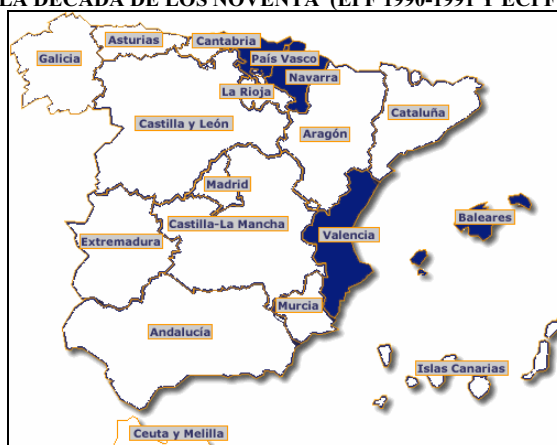 LA DÉCADA DE LOS NOVENTA (EPF 1990-1991 Y ECPF
Asturias
Cantabria
Galicia
País Vasco
Navarra
La Rioja
Cataluña
Castilla y León
Aragón
Madrid
Baleares
Castilla-La Mancha
Valencia
Extremadura
Murcia
Andalucía
Islas Canarias
Ceuta y Melilla